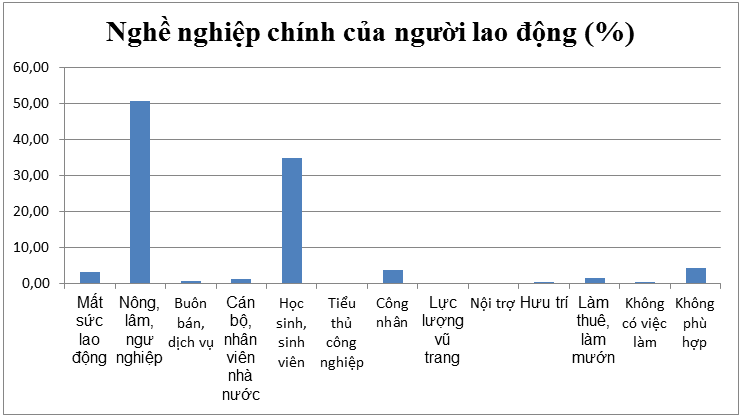 Nghề nghiệp chính của người lao động (%)
60,00
50,00
40,00
30,00
20,00
10,00
0,00
Mất
sức
lao
động
Nông,
lâm,
ngư
nghiệp
Buôn
bán,
dịch vụ
Cán
bộ,
nhân
viên
nhà
nước
Học
sinh,
sinh
viên
Tiểu
thủ
công
nghiệp
Công
nhân
Lực
lượng
vũ
trang
Nội trợ
Hưu trí
Làm
thuê,
làm
mướn
Không
có việc
làm
Không
phù
hợp